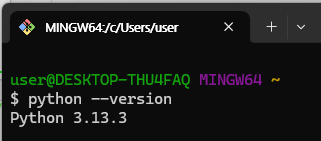 MINGW64:/c/Users/user
user@DESKTOP-THU4FAQ MINGW64 ~
$ python --version
Python 3.13.3